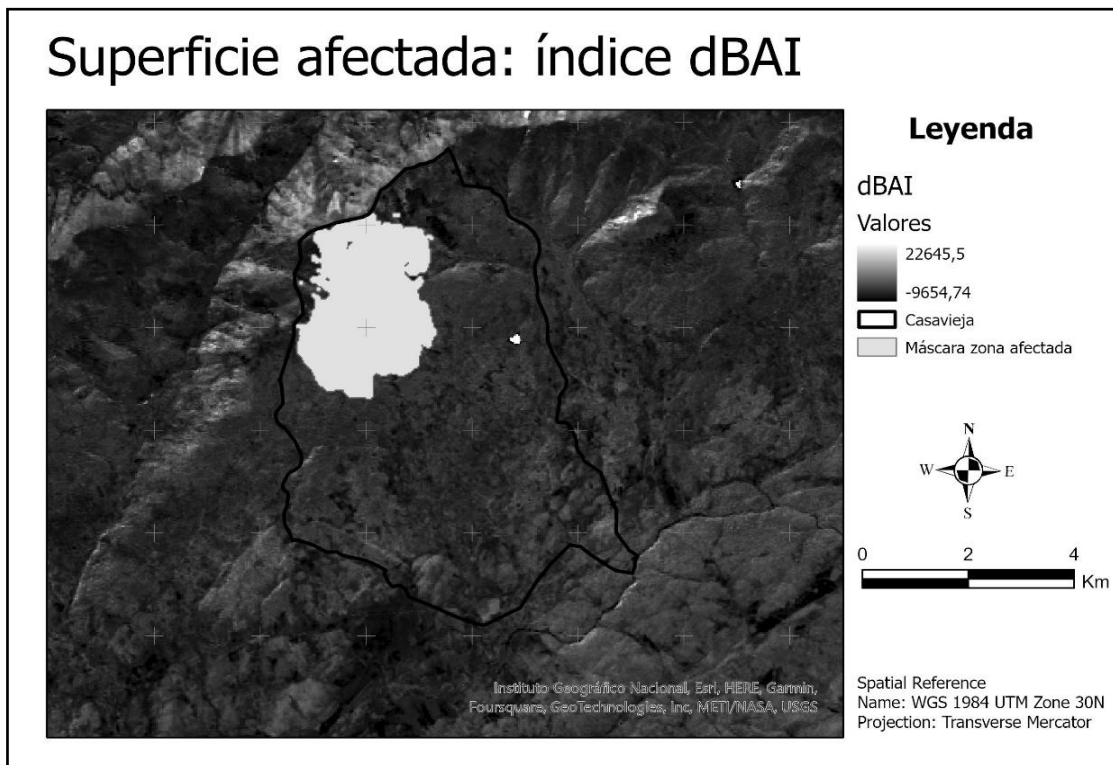 Superficie afectada: índice dBAI
Leyenda
dBAI
Valores
22645,5
-9654,74
Casavieja
Máscara zona afectada
N
W
E
S
0 2 4
Km
Spatial Reference
Name: WGS 1984 UTM Zone 30N
Projection: Transverse Mercator
Instituto Geográfico Nacional, Esri, HERE, Garmin,
Foursquare, GeoTechnologies, Inc, METI/NASA, USGS